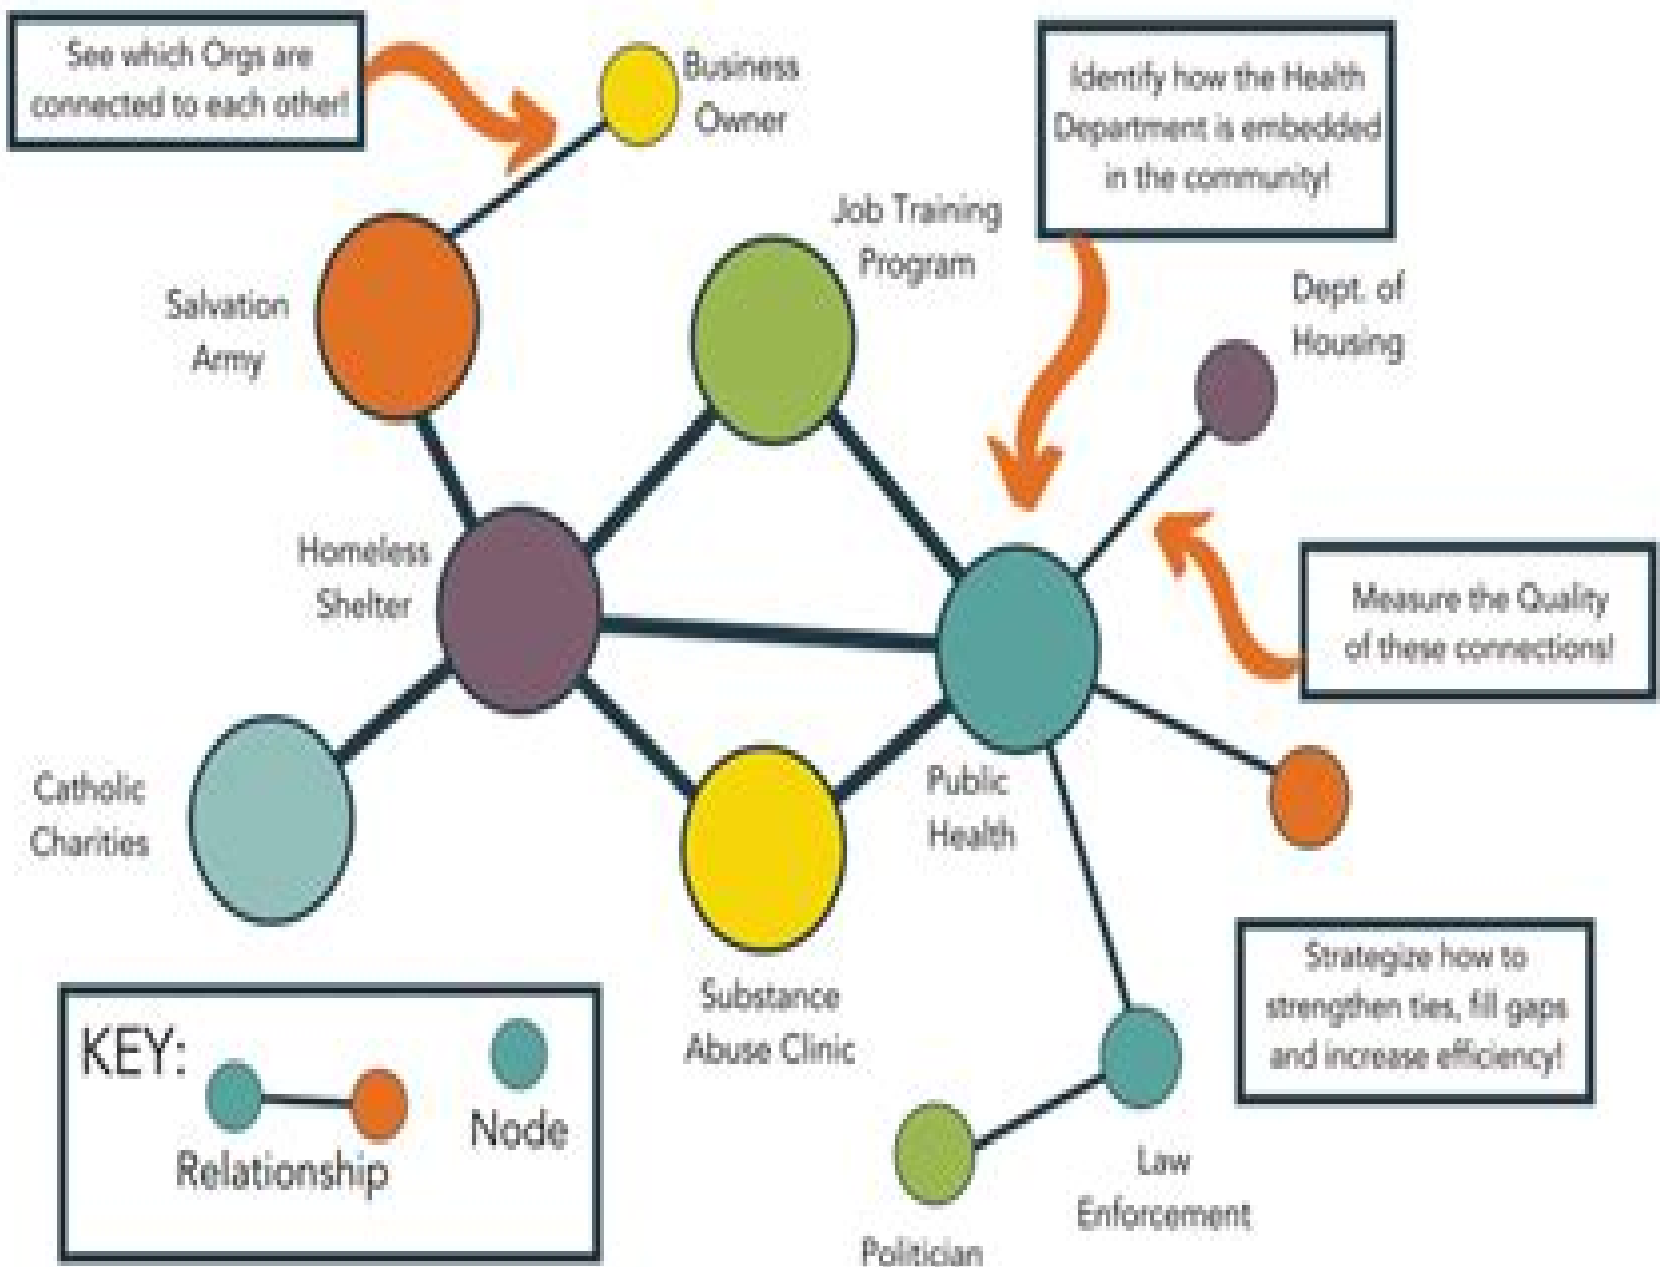 See which Orgs are
connected to each other!
Business
Owner
Identify how the Health
Department is embedded
in the community!
Job Training
Program
Salvation
Army
Dept. of
Housing
Homeless
Shelter
Measure the Quality
of these connections!
Catholic
Charities
Public
Health
Strategize how to
strengthen ties, fill gaps
and increase efficiency!
Substance
Abuse Clinic
KEY:
Relationship
Node
Law
Enforcement
Politician